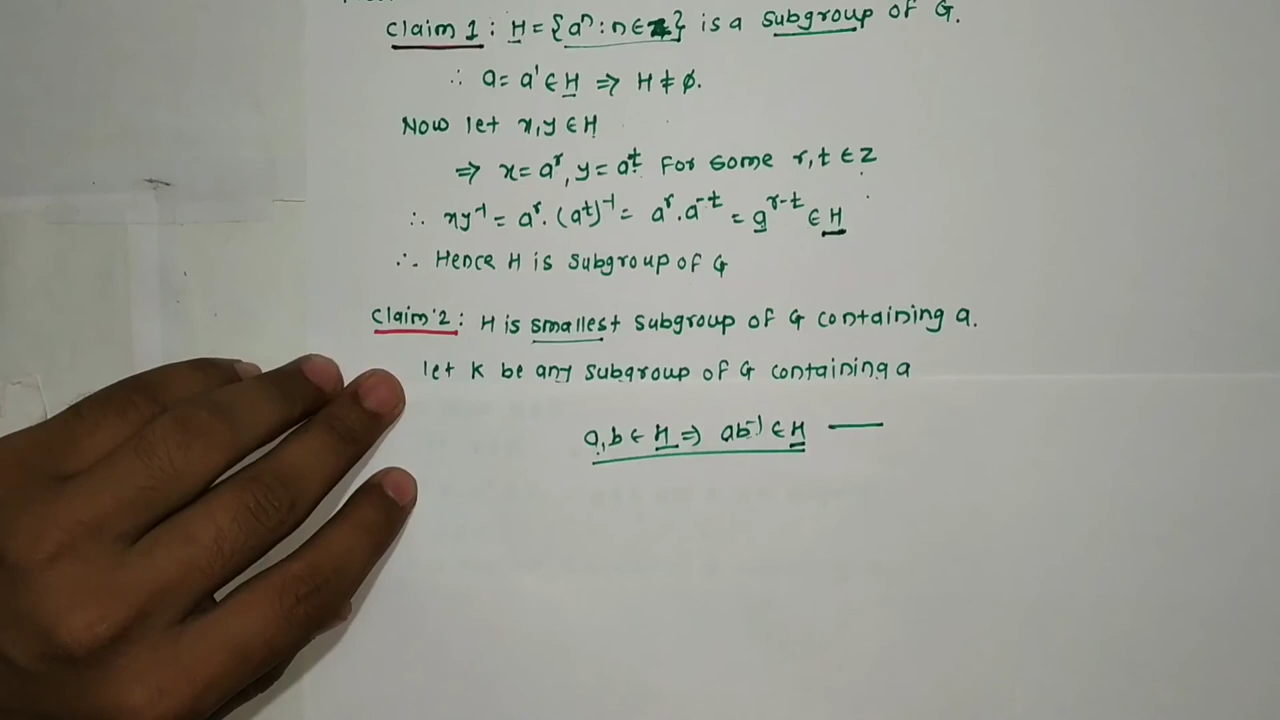 Claim 1 : H = {aⁿ : n ∈ Z} is a subgroup of G.
∴ a = a¹ ∈ H ⇒ H ≠ ϕ.
Now let x, y ∈ H
⇒ x = aʳ, y = aᵗ For some r, t ∈ Z
∴ xy⁻¹ = aʳ. (aᵗ)⁻¹ = aʳ. a⁻ᵗ = aʳ⁻ᵗ ∈ H
∴ Hence H is subgroup of G
Claim 2 : H is smallest subgroup of G containing a.
let K be any subgroup of G containing a
a, b ∈ H ⇒ ab⁻¹ ∈ H —